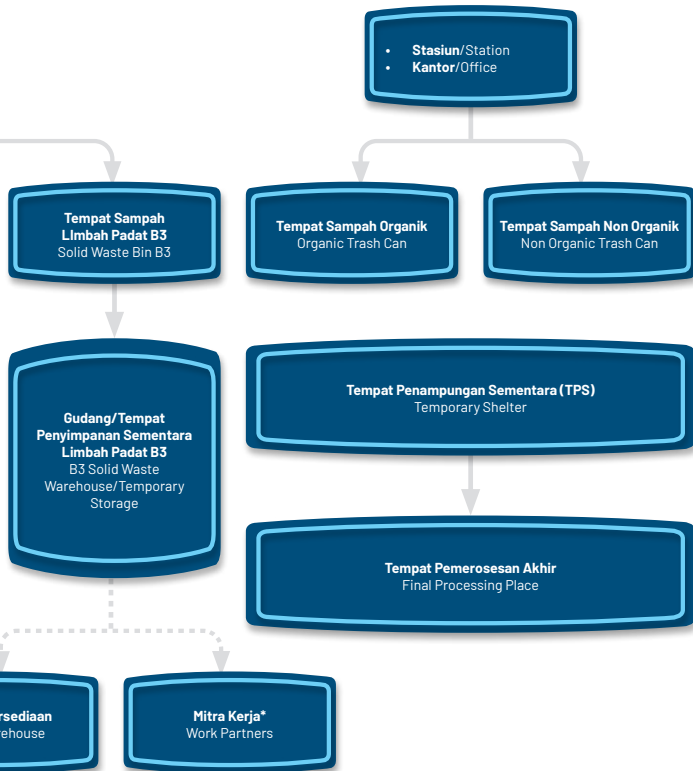 • Stasiun/Station
• Kantor/Office
Tempat Sampah
LImbah Padat B3
Solid Waste Bin B3
Tempat Sampah Organik
Organic Trash Can
Tempat Sampah Non Organik
Non Organic Trash Can
Gudang/Tempat
Penyimpanan Sementara
Limbah Padat B3
B3 Solid Waste
Warehouse/Temporary
Storage
Tempat Penampungan Sementara (TPS)
Temporary Shelter
Tempat Pemerosesan Akhir
Final Processing Place
rsediaan
ehouse
Mitra Kerja*
Work Partners